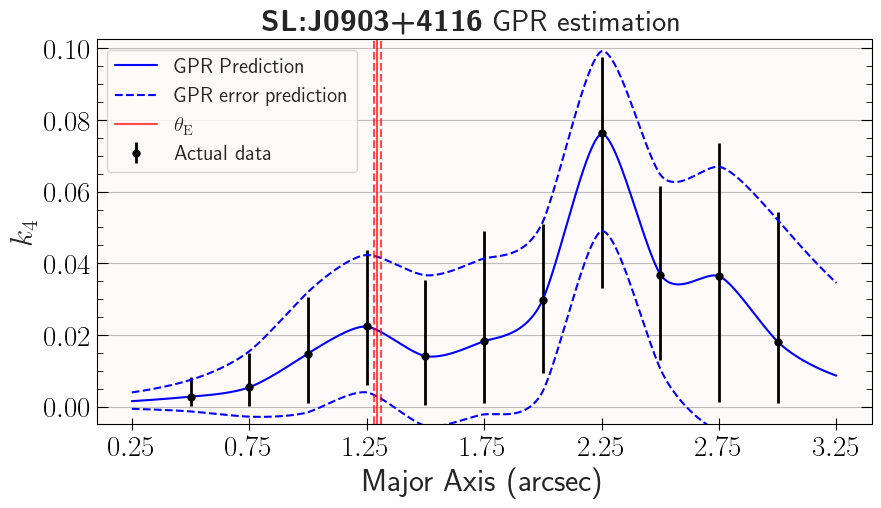 SL:J0903+4116 GPR estimation
GPR Prediction
GPR error prediction
θ_E
Actual data
k_4
0.10
0.08
0.06
0.04
0.02
0.00
0.25 0.75 1.25 1.75 2.25 2.75 3.25
Major Axis (arcsec)